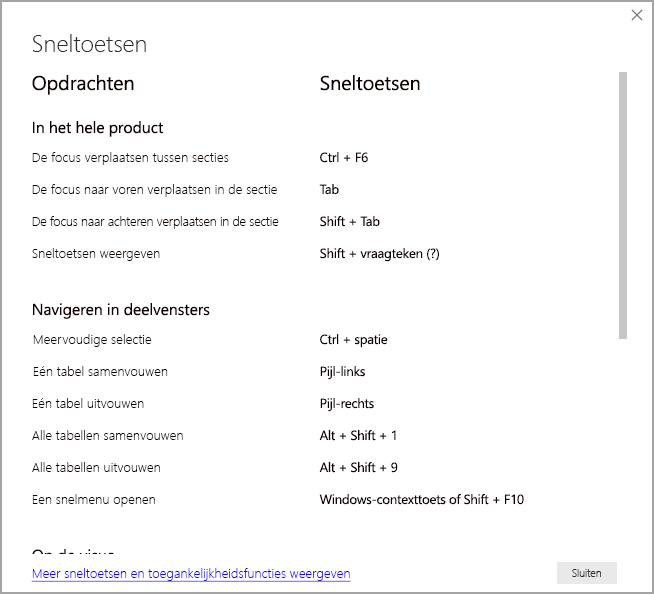 Sneltoetsen
Opdrachten Sneltoetsen
In het hele product
De focus verplaatsen tussen secties Ctrl + F6
De focus naar voren verplaatsen in de sectie Tab
De focus naar achteren verplaatsen in de sectie Shift + Tab
Sneltoetsen weergeven Shift + vraagteken (?)
Navigeren in deelvensters
Meervoudige selectie Ctrl + spatie
Eén tabel samenvouwen Pijl-links
Eén tabel uitvouwen Pijl-rechts
Alle tabellen samenvouwen Alt + Shift + 1
Alle tabellen uitvouwen Alt + Shift + 9
Een snelmenu openen Windows-contexttoets of Shift + F10
Meer sneltoetsen en toegankelijkheidsfuncties weergeven Sluiten